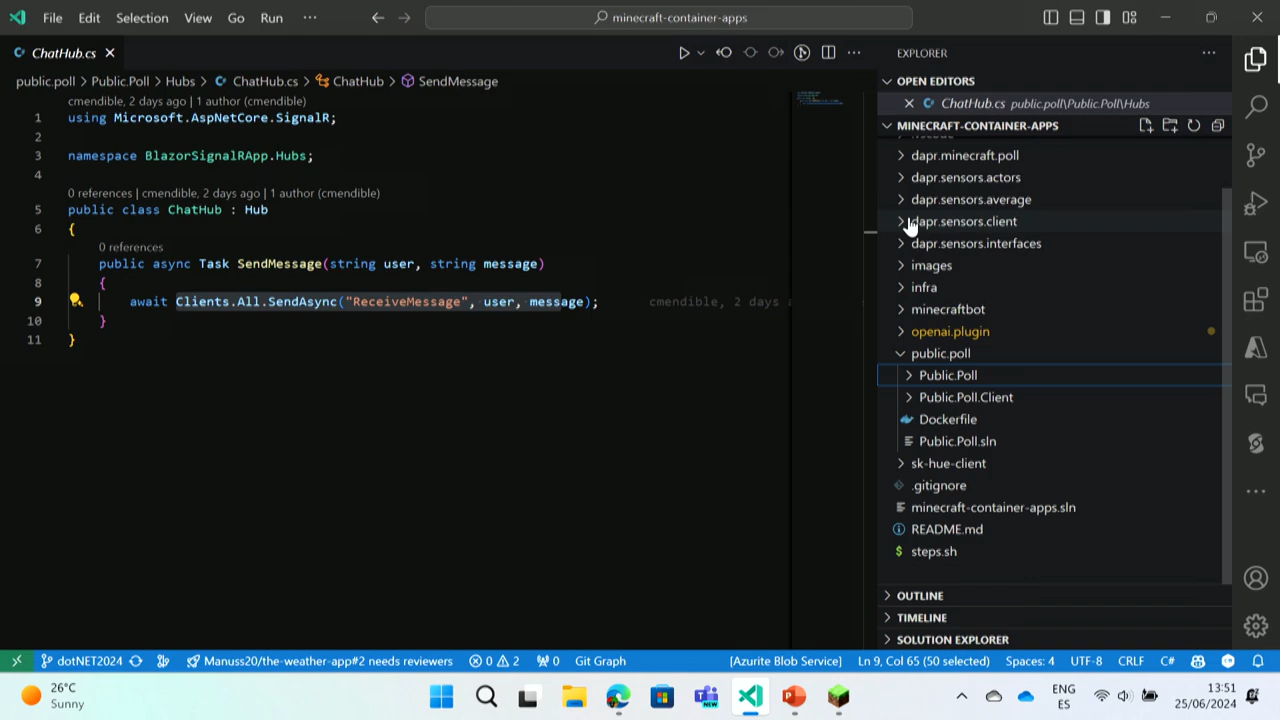 File Edit Selection View Go Run ··· minecraft-container-apps
ChatHub.cs
public.poll > Public.Poll > Hubs > ChatHub.cs > ChatHub > SendMessage
cmendible, 2 days ago | 1 author (cmendible)
1 using Microsoft.AspNetCore.SignalR;
2
3 namespace BlazorSignalRApp.Hubs;
4
0 references | cmendible, 2 days ago | 1 author (cmendible)
5 public class ChatHub : Hub
6 {
0 references
7 public async Task SendMessage(string user, string message)
8 {
9 await Clients.All.SendAsync("ReceiveMessage", user, message); cmendible, 2 days
10 }
11 }
EXPLORER
OPEN EDITORS
ChatHub.cs public.poll\Public.Poll\Hubs
MINECRAFT-CONTAINER-APPS
dapr.minecraft.poll
dapr.sensors.actors
dapr.sensors.average
dapr.sensors.client
dapr.sensors.interfaces
images
infra
minecraftbot
openai.plugin
public.poll
Public.Poll
Public.Poll.Client
Dockerfile
Public.Poll.sln
sk-hue-client
.gitignore
minecraft-container-apps.sln
README.md
steps.sh
OUTLINE
TIMELINE
SOLUTION EXPLORER
dotNET2024 Manuss20/the-weather-app#2 needs reviewers 0 2 0 Git Graph [Azurite Blob Service] Ln 9, Col 65 (50 selected) Spaces: 4 UTF-8 CRLF C#
26°C
Sunny
NEW
ENG
ES
13:51
25/06/2024